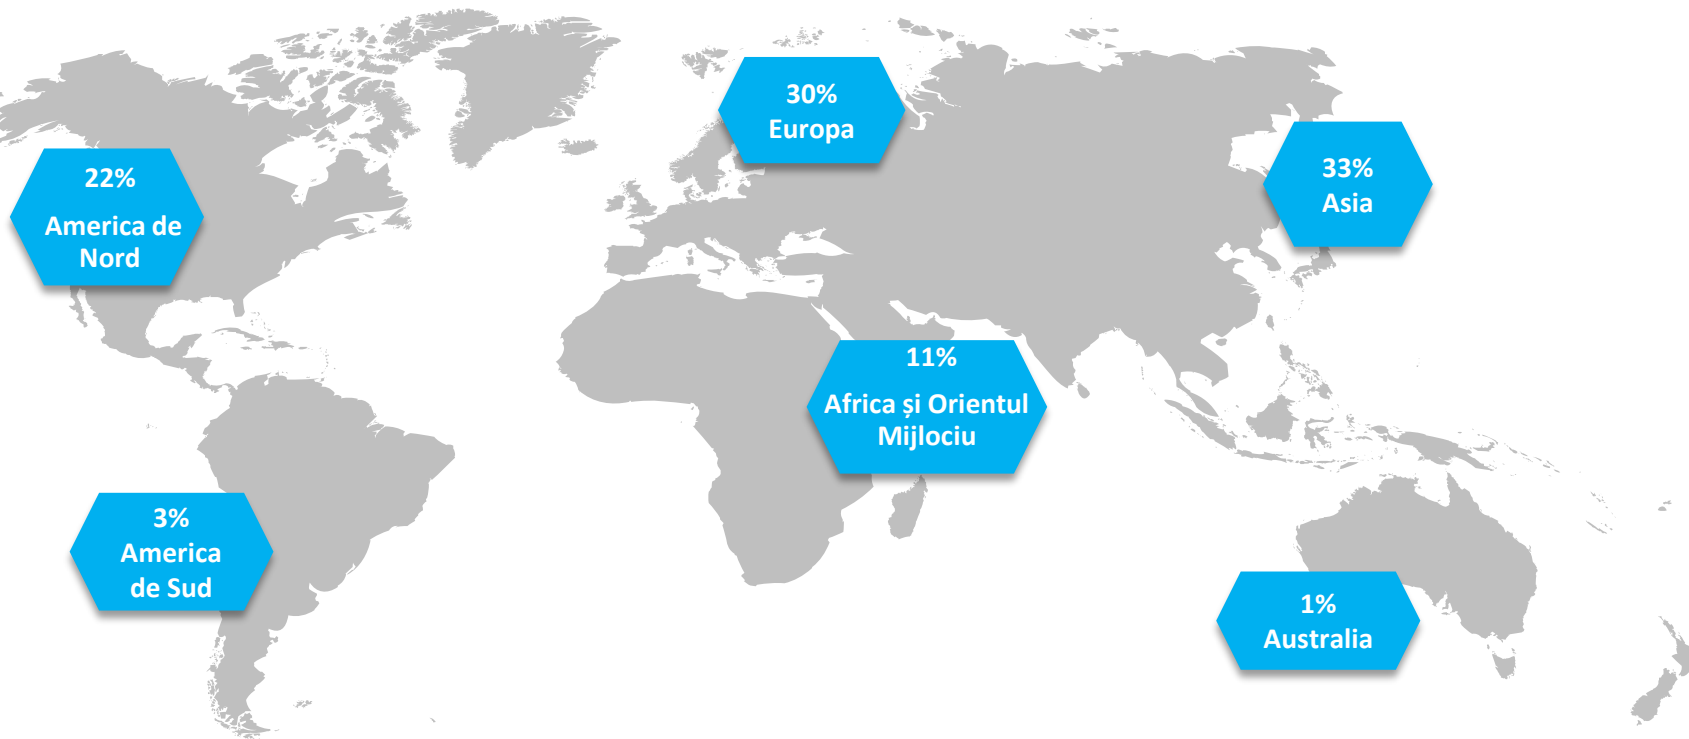 30%
Europa
33%
Asia
22%
America de
Nord
11%
Africa și Orientul
Mijlociu
3%
America
de Sud
1%
Australia